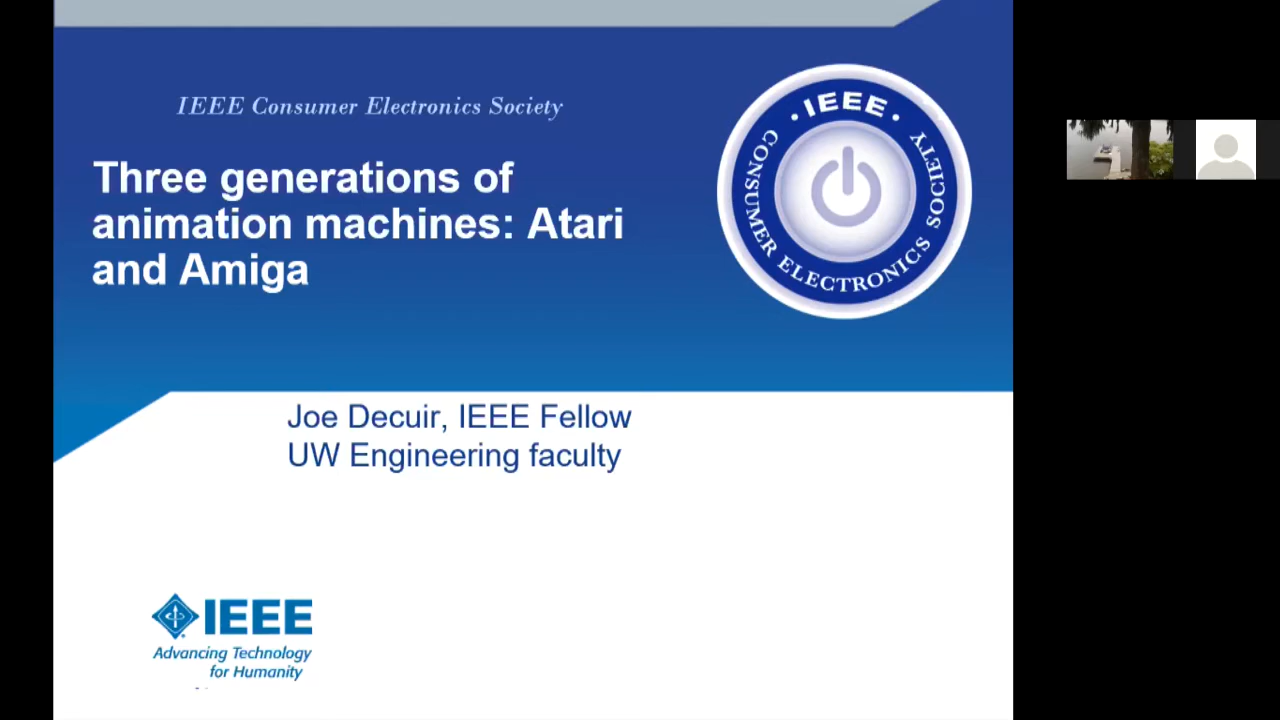 IEEE Consumer Electronics Society
Three generations of
animation machines: Atari
and Amiga
• IEEE •
CONSUMER ELECTRONICS SOCIETY
Joe Decuir, IEEE Fellow
UW Engineering faculty
IEEE
Advancing Technology
for Humanity